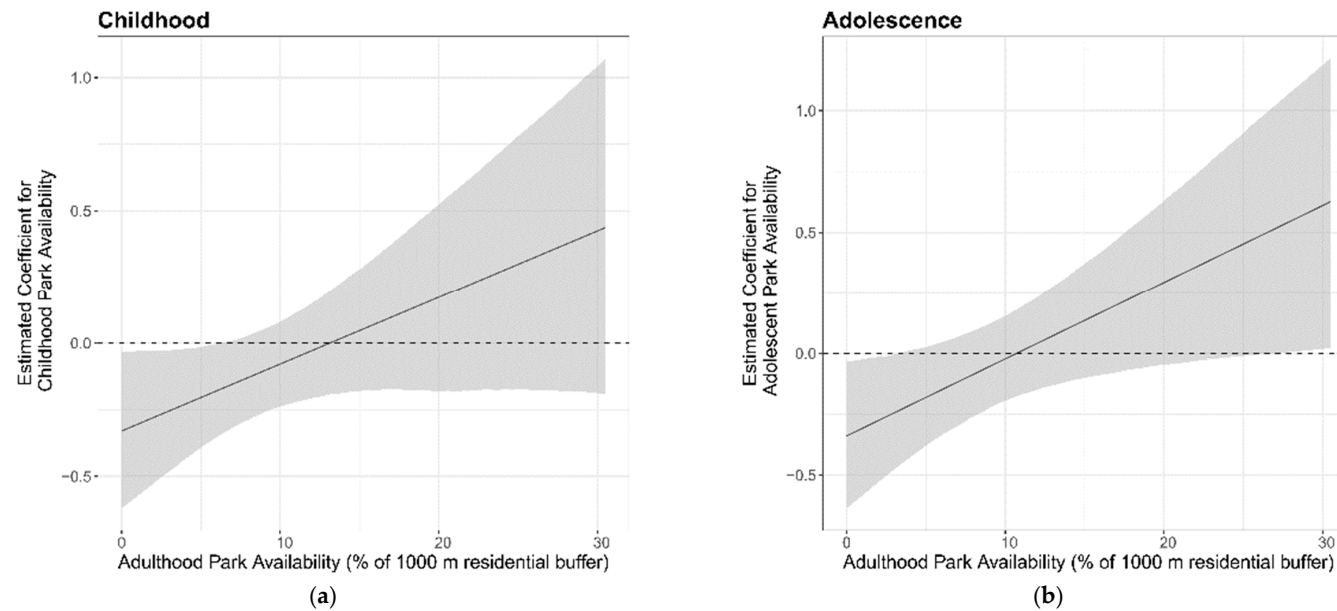 Childhood
Estimated Coefficient for
Childhood Park Availability
1.0
0.5
0.0
−0.5
0
10
20
30
Adulthood Park Availability (% of 1000 m residential buffer)
(a)
Adolescence
Estimated Coefficient for
Adolescent Park Availability
1.0
0.5
0.0
−0.5
0
10
20
30
Adulthood Park Availability (% of 1000 m residential buffer)
(b)